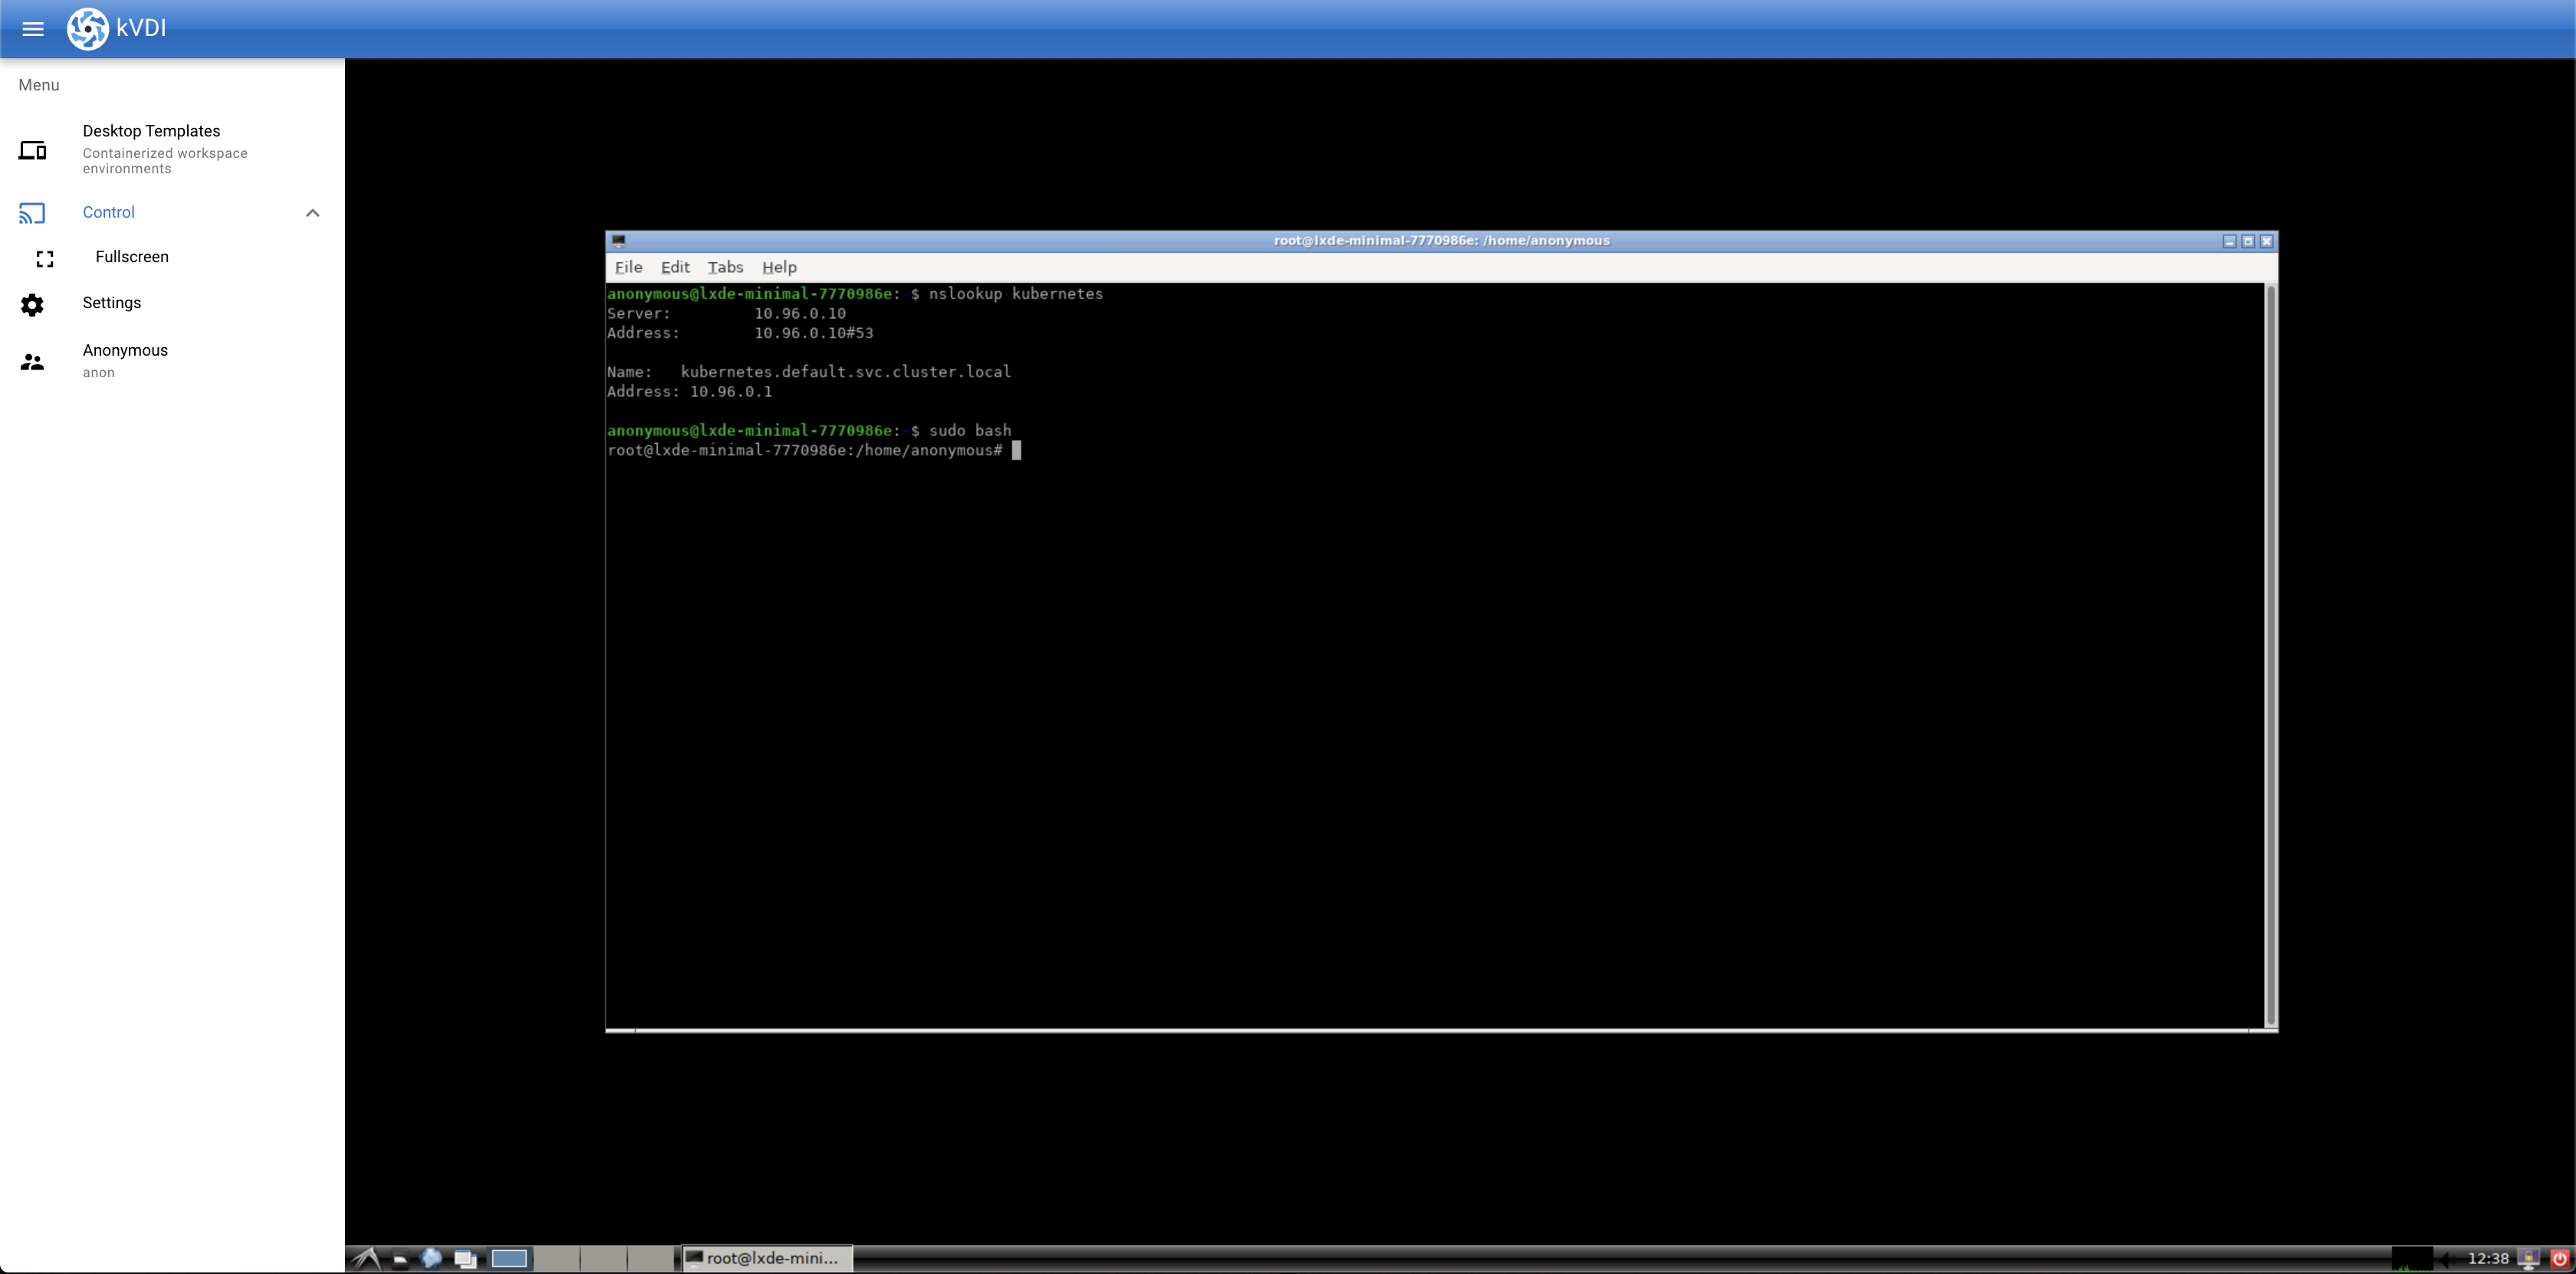 kVDI
Menu
Desktop Templates
Containerized workspace
environments
Control
Fullscreen
Settings
Anonymous
anon
root@lxde-minimal-7770986e: /home/anonymous
File Edit Tabs Help
anonymous@lxde-minimal-7770986e:~$ nslookup kubernetes
Server: 10.96.0.10
Address: 10.96.0.10#53
Name: kubernetes.default.svc.cluster.local
Address: 10.96.0.1
anonymous@lxde-minimal-7770986e:~$ sudo bash
root@lxde-minimal-7770986e:/home/anonymous#
root@lxde-mini...
12:38